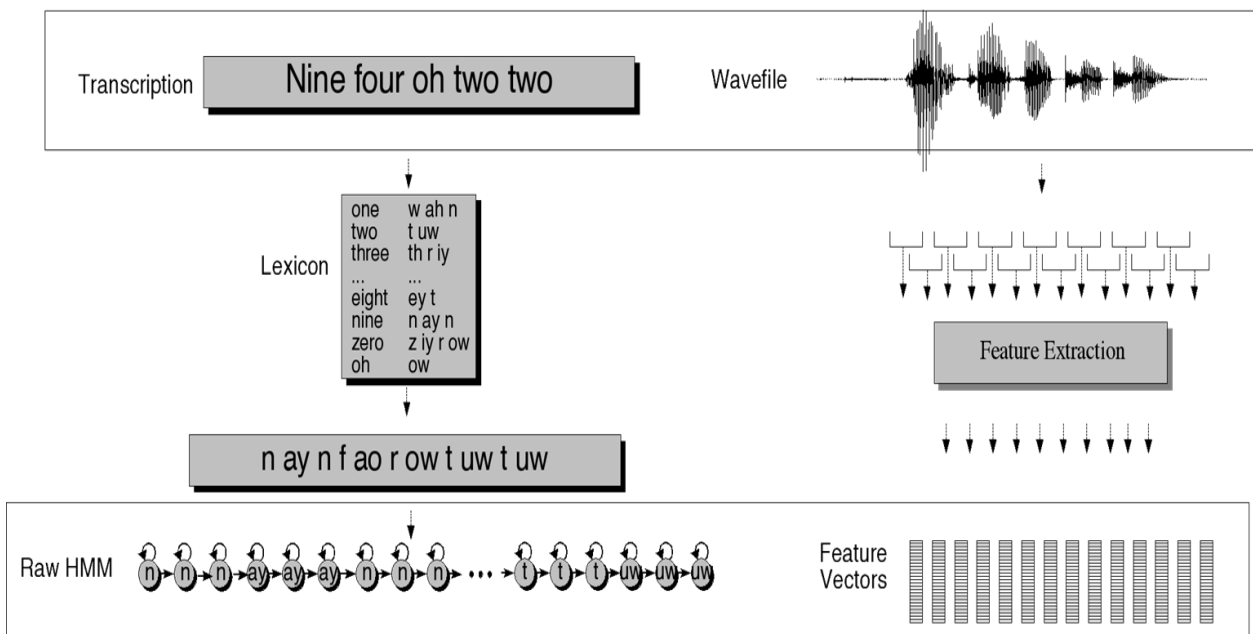 Transcription
Nine four oh two two
Wavefile
Lexicon
one w ah n
two t uw
three th r iy
... ...
eight ey t
nine n ay n
zero z iy r ow
oh ow
Feature Extraction
n ay n f ao r ow t uw t uw
Raw HMM
n n n ay ay ay n n n ... t t t uw uw uw
Feature
Vectors